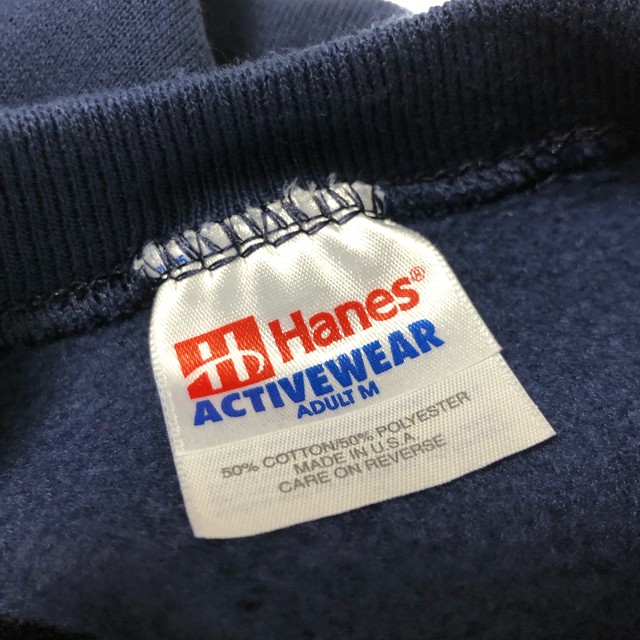 Hanes®
ACTIVEWEAR
ADULT M
50% COTTON/50% POLYESTER
MADE IN U.S.A.
CARE ON REVERSE